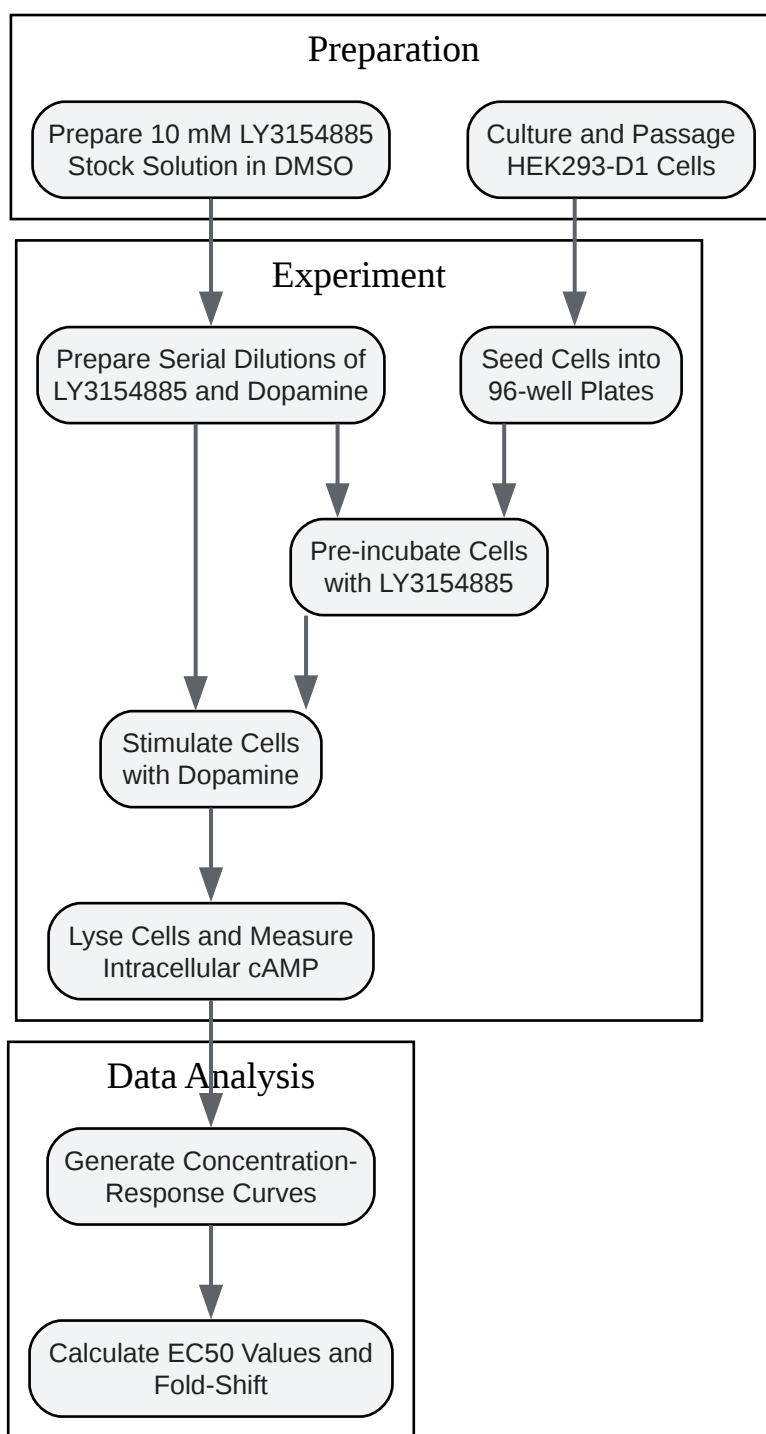 Preparation
Prepare 10 mM LY3154885
Stock Solution in DMSO
Culture and Passage
HEK293-D1 Cells
Experiment
Prepare Serial Dilutions of
LY3154885 and Dopamine
Seed Cells into
96-well Plates
Pre-incubate Cells
with LY3154885
Stimulate Cells
with Dopamine
Lyse Cells and Measure
Intracellular cAMP
Data Analysis
Generate Concentration-
Response Curves
Calculate EC50 Values and
Fold-Shift